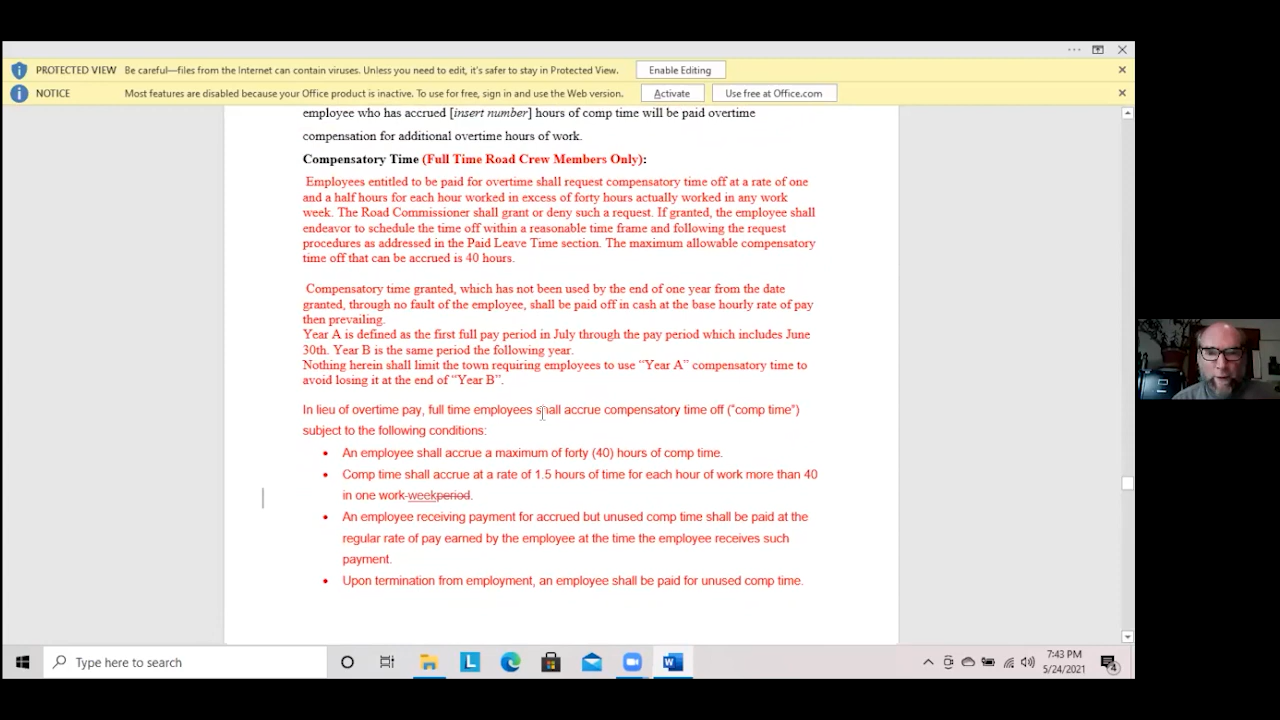 PROTECTED VIEW Be careful—files from the Internet can contain viruses. Unless you need to edit, it's safer to stay in Protected View. Enable Editing
NOTICE Most features are disabled because your Office product is inactive. To use for free, sign in and use the Web version. Activate Use free at Office.com
employee who has accrued [insert number] hours of comp time will be paid overtime
compensation for additional overtime hours of work.
Compensatory Time (Full Time Road Crew Members Only):
Employees entitled to be paid for overtime shall request compensatory time off at a rate of one
and a half hours for each hour worked in excess of forty hours actually worked in any work
week. The Road Commissioner shall grant or deny such a request. If granted, the employee shall
endeavor to schedule the time off within a reasonable time frame and following the request
procedures as addressed in the Paid Leave Time section. The maximum allowable compensatory
time off that can be accrued is 40 hours.
Compensatory time granted, which has not been used by the end of one year from the date
granted, through no fault of the employee, shall be paid off in cash at the base hourly rate of pay
then prevailing.
Year A is defined as the first full pay period in July through the pay period which includes June
30th. Year B is the same period the following year.
Nothing herein shall limit the town requiring employees to use “Year A” compensatory time to
avoid losing it at the end of “Year B”.
In lieu of overtime pay, full time employees shall accrue compensatory time off ("comp time")
subject to the following conditions:
• An employee shall accrue a maximum of forty (40) hours of comp time.
• Comp time shall accrue at a rate of 1.5 hours of time for each hour of work more than 40
in one work-weekperiod.
• An employee receiving payment for accrued but unused comp time shall be paid at the
regular rate of pay earned by the employee at the time the employee receives such
payment.
• Upon termination from employment, an employee shall be paid for unused comp time.
Type here to search
7:43 PM
5/24/2021
4